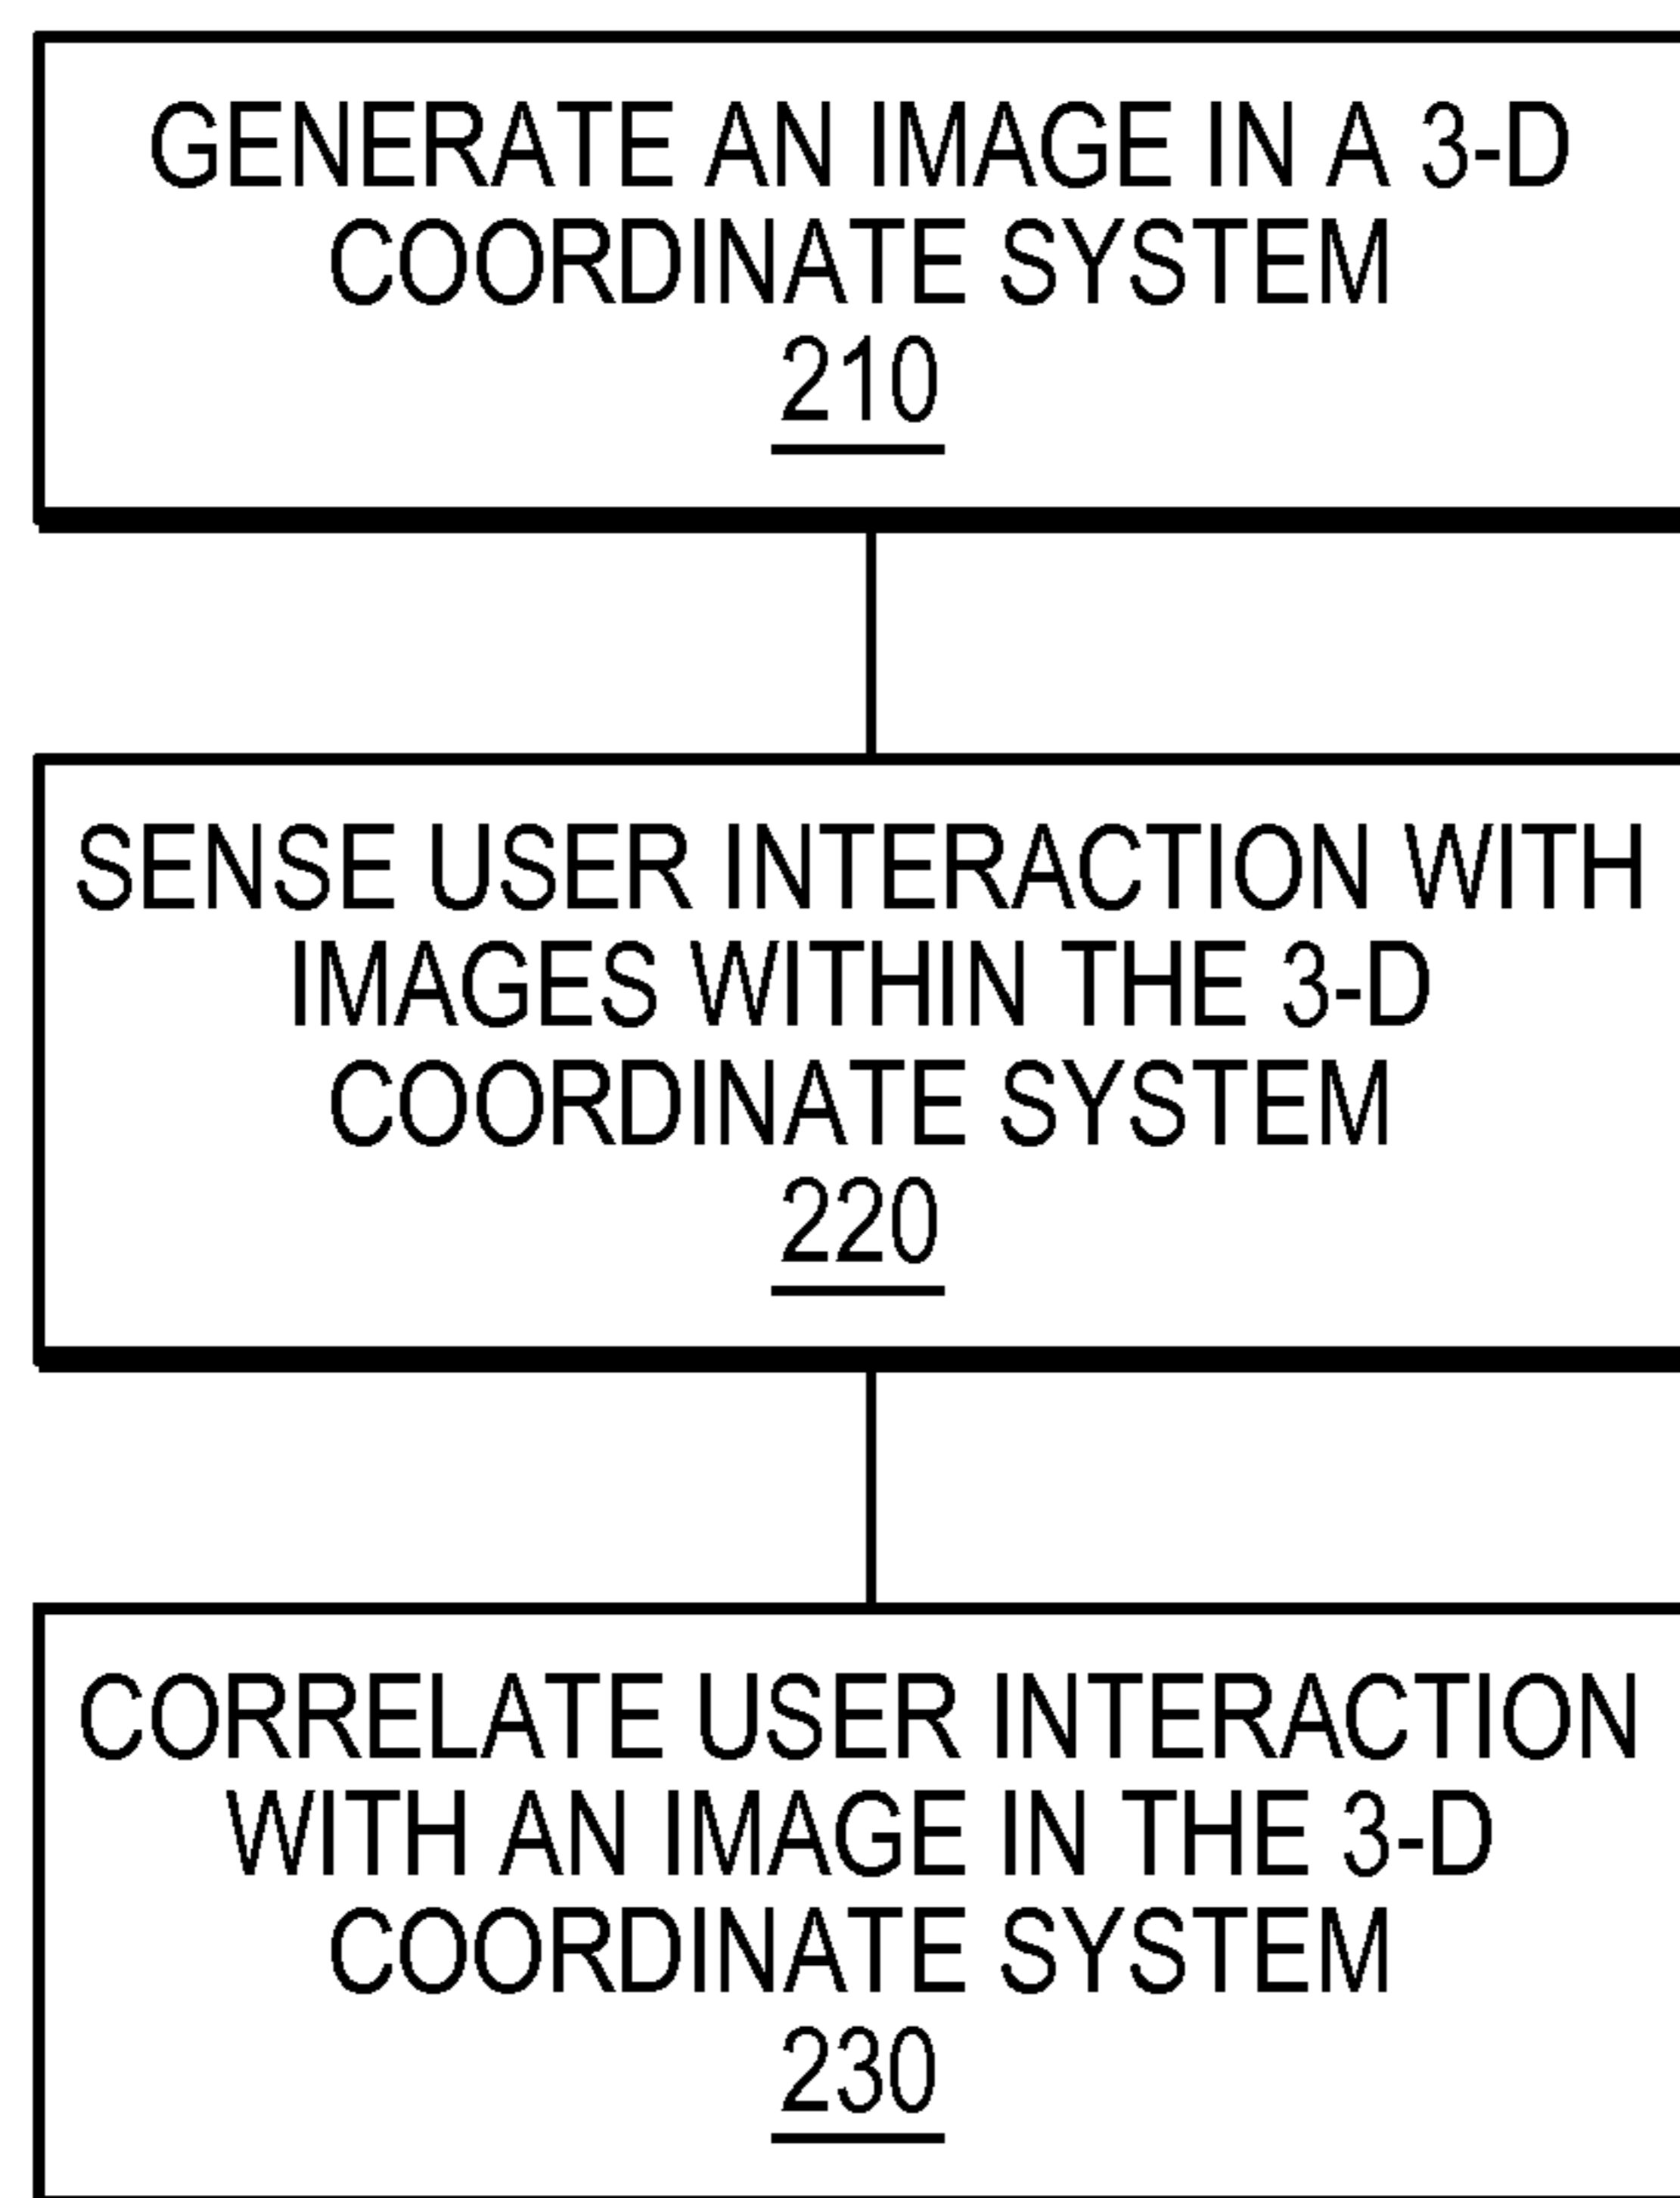 GENERATE AN IMAGE IN A 3-D
COORDINATE SYSTEM
210
SENSE USER INTERACTION WITH
IMAGES WITHIN THE 3-D
COORDINATE SYSTEM
220
CORRELATE USER INTERACTION
WITH AN IMAGE IN THE 3-D
COORDINATE SYSTEM
230